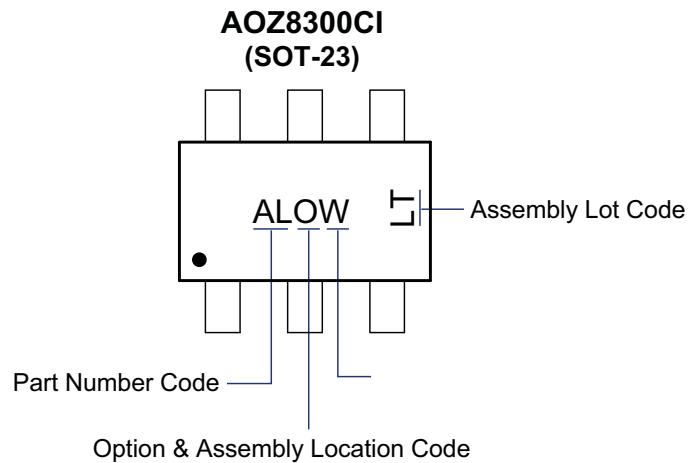 AOZ8300CI
(SOT-23)
ALOW
LT
Assembly Lot Code
Part Number Code
Option & Assembly Location Code